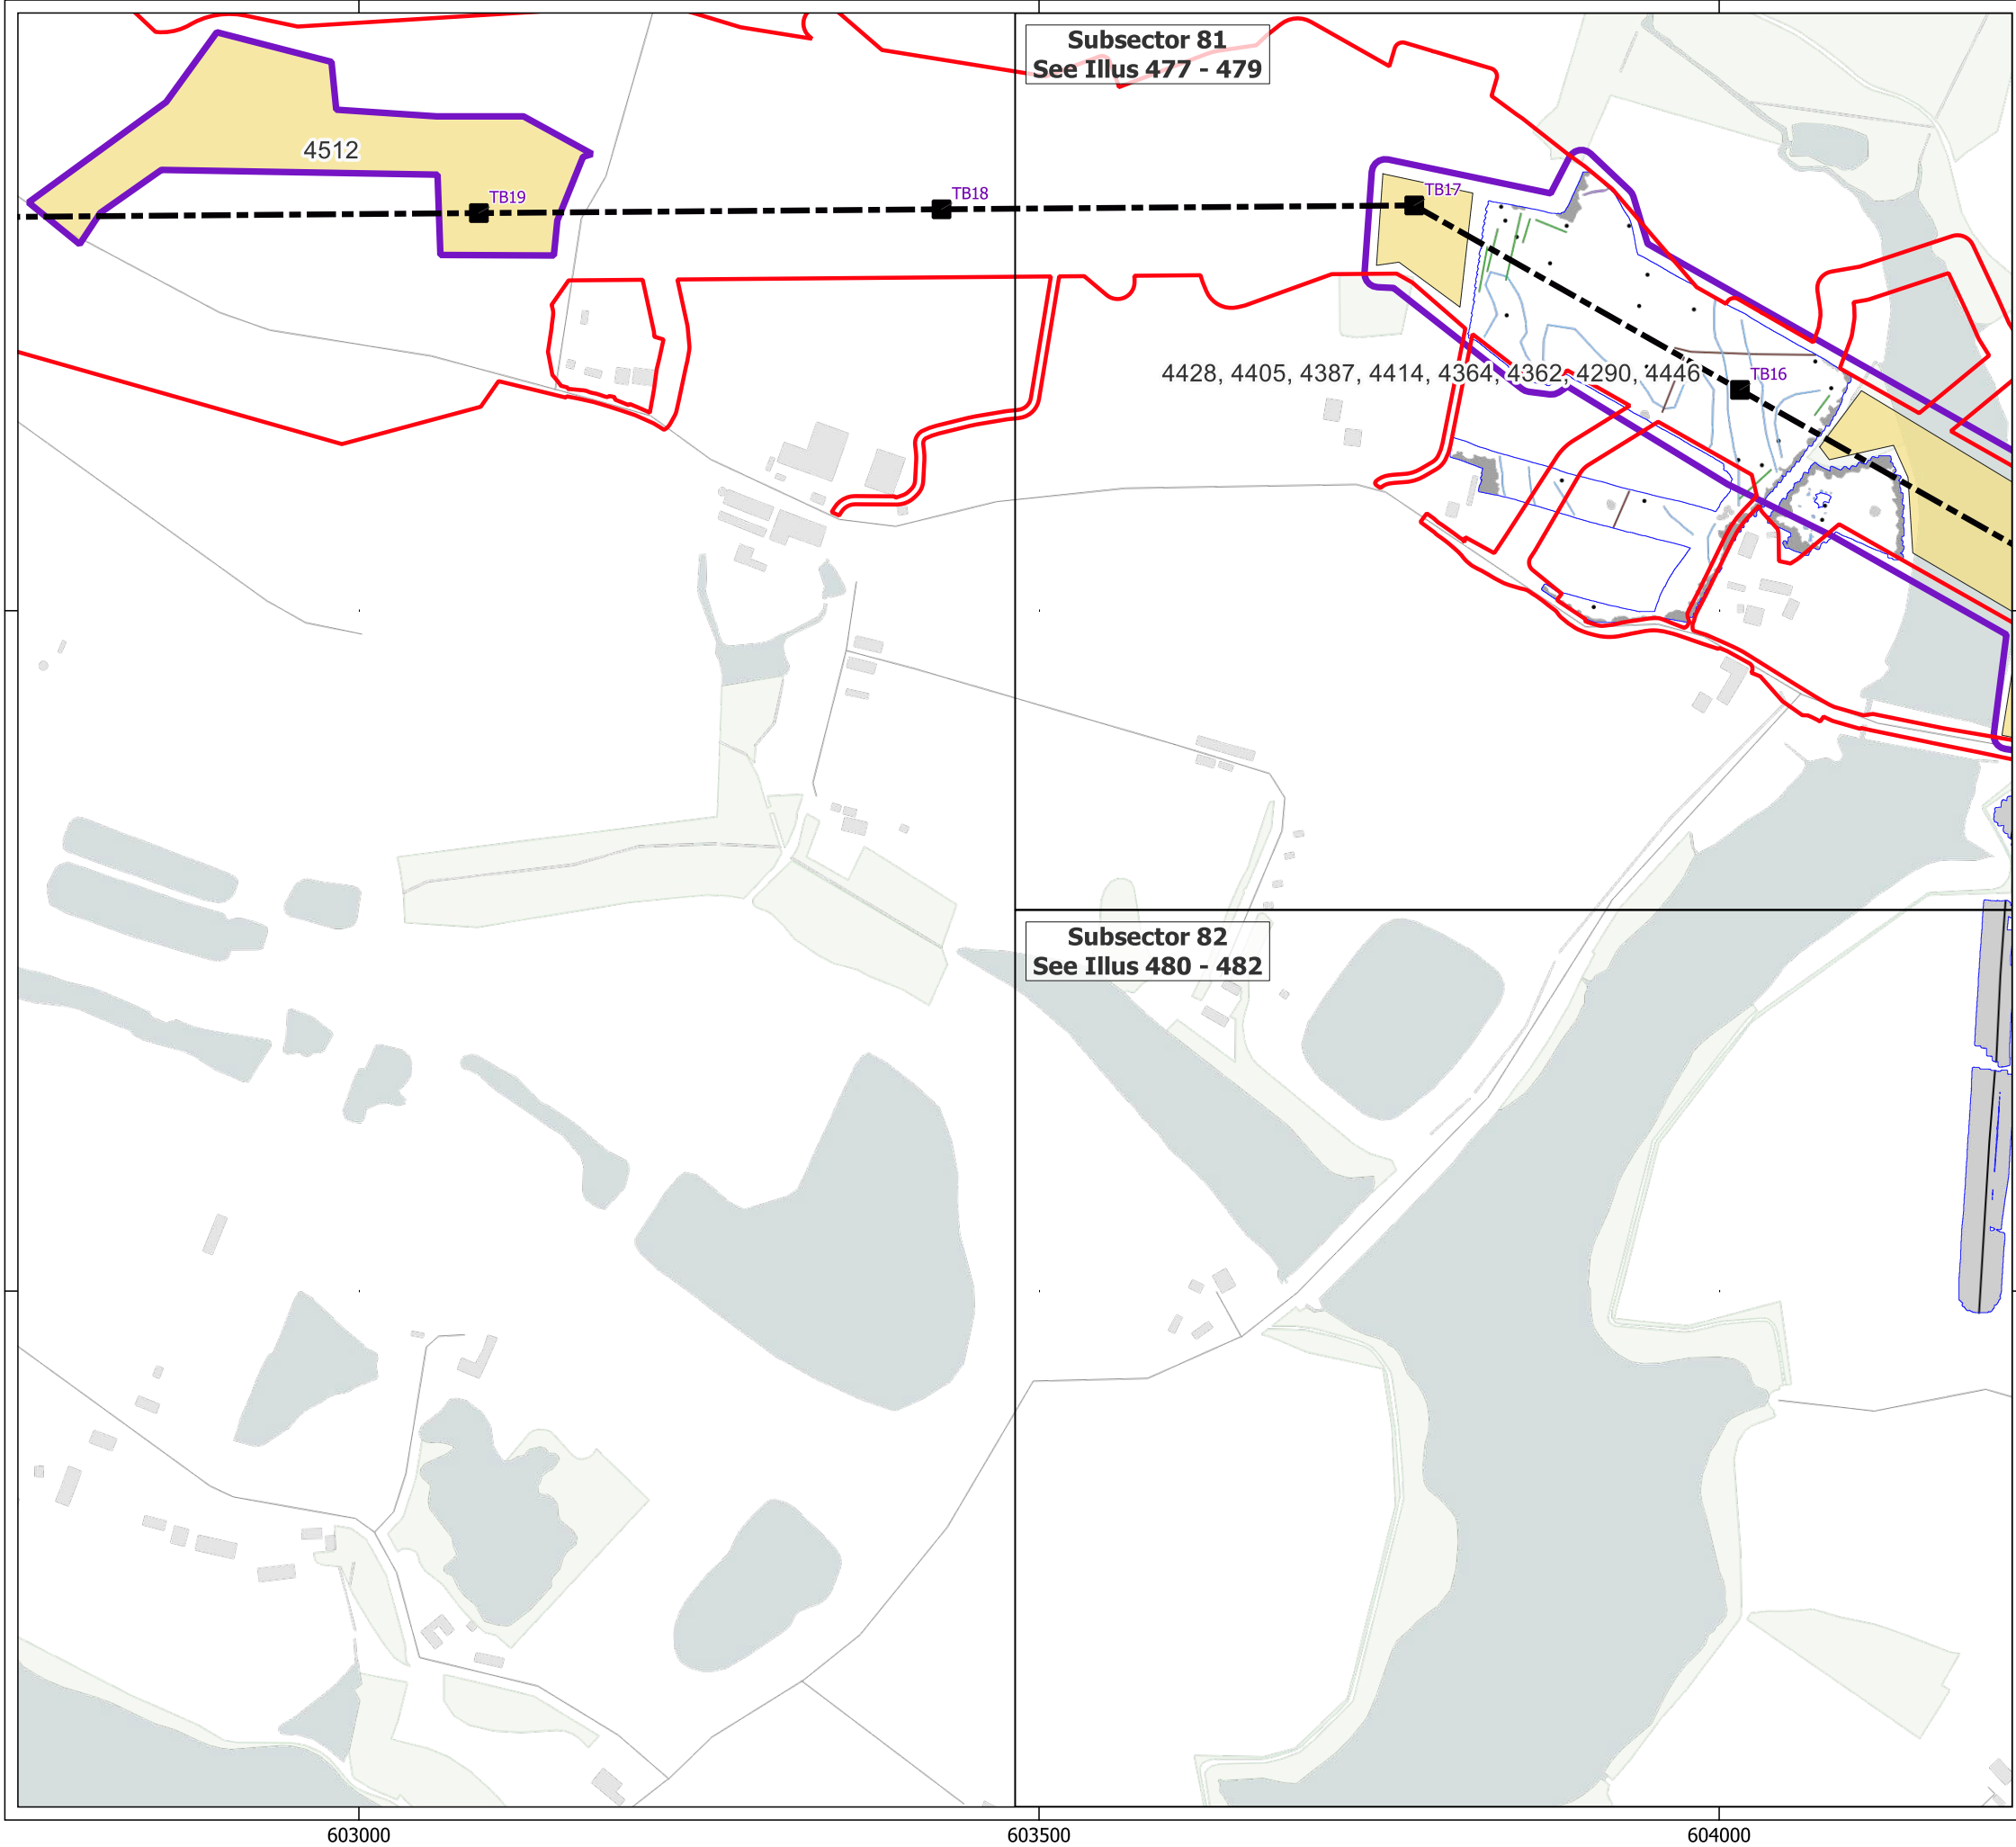 Subsector 81
See Illus 477 - 479
4512
TB19
TB18
TB17
4428, 4405, 4387, 4414, 4364, 4362, 4290, 4446
TB16
Subsector 82
See Illus 480 - 482
603000
603500
604000